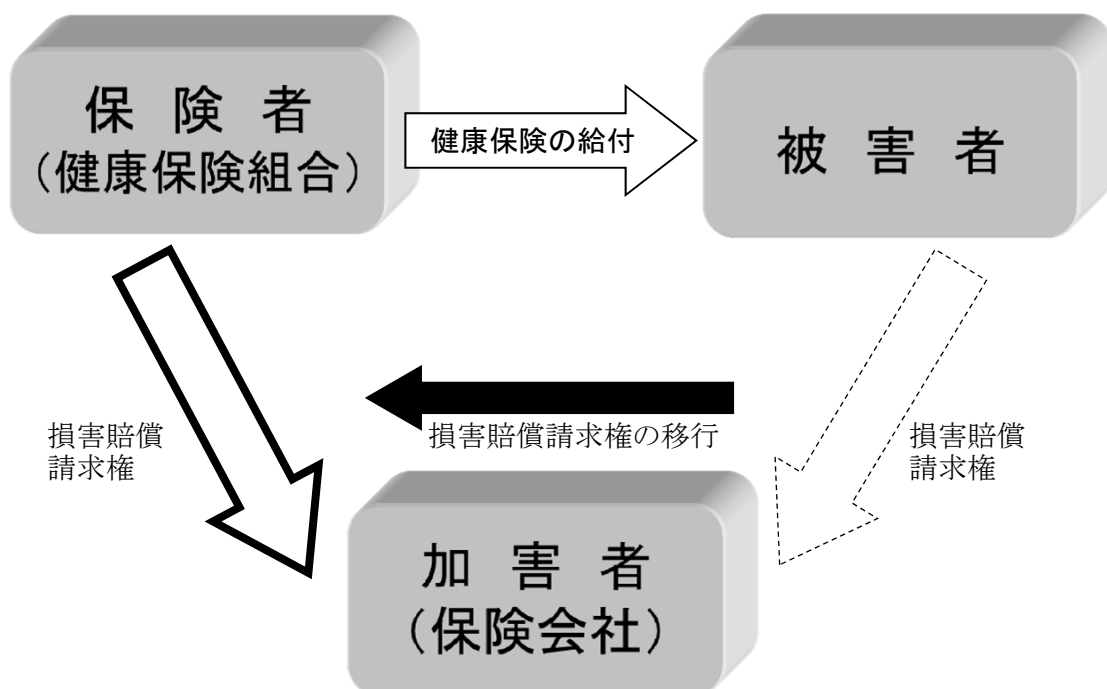 保険者
（健康保険組合）
健康保険の給付
被害者
損害賠償
請求権
損害賠償請求権の移行
損害賠償
請求権
加害者
（保険会社）